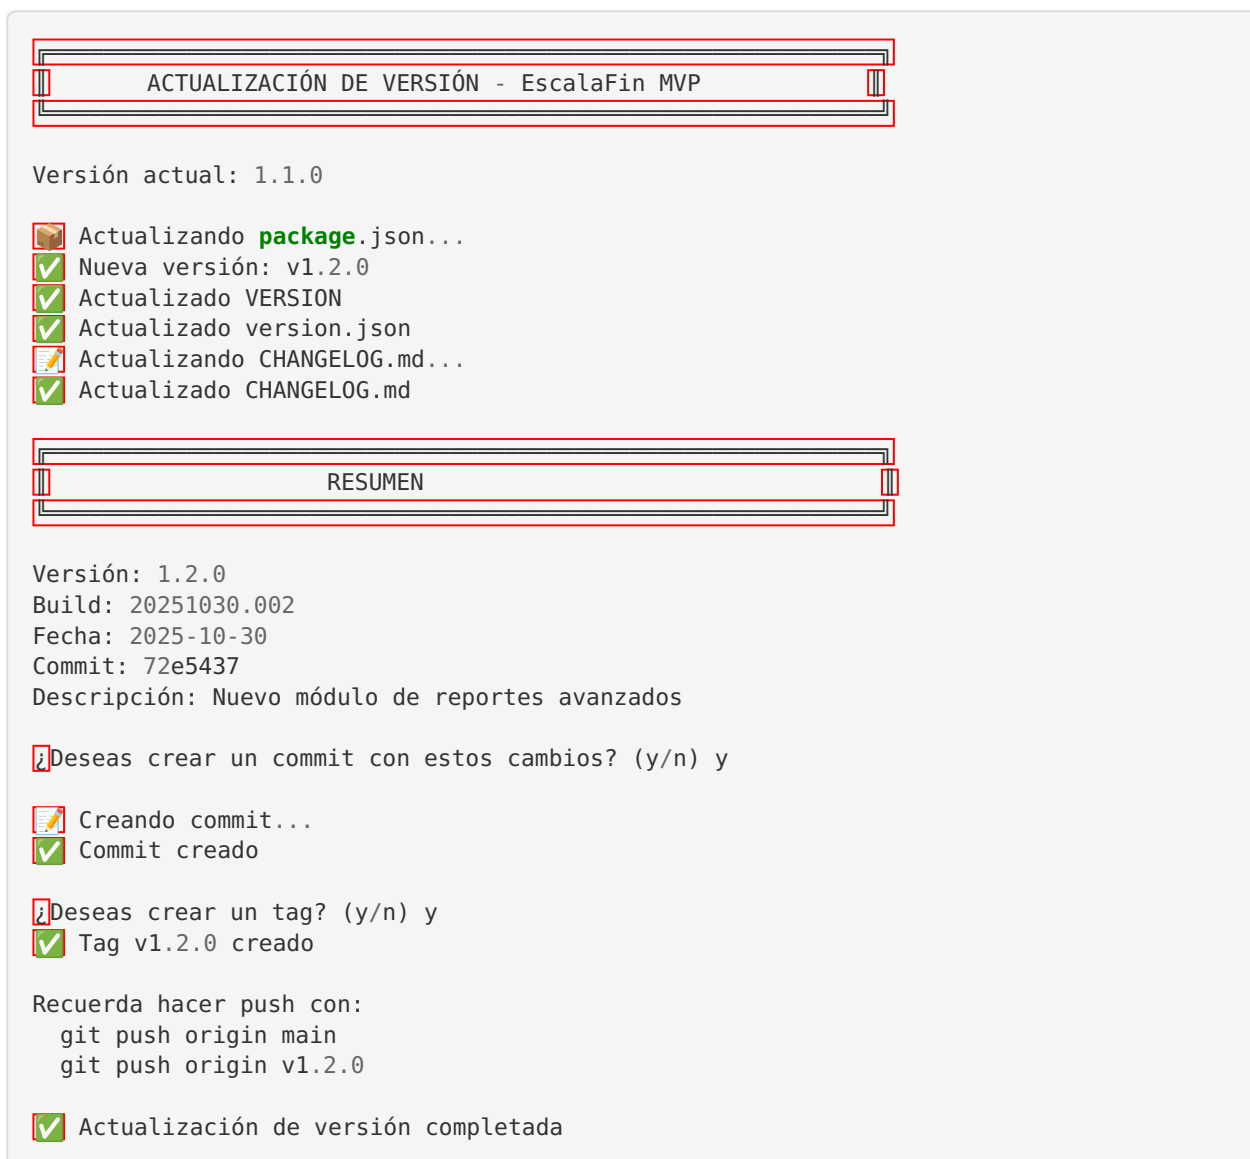 ╔═════════════════════════════════════════════════════════════╗
║       ACTUALIZACIÓN DE VERSIÓN - EscalaFin MVP            ║
╚═════════════════════════════════════════════════════════════╝
Versión actual: 1.1.0
📦 Actualizando package.json...
✅ Nueva versión: v1.2.0
✅ Actualizado VERSION
✅ Actualizado version.json
📝 Actualizando CHANGELOG.md...
✅ Actualizado CHANGELOG.md
╔═════════════════════════════════════════════════════════════╗
║                    RESUMEN                                 ║
╚═════════════════════════════════════════════════════════════╝
Versión: 1.2.0
Build: 20251030.002
Fecha: 2025-10-30
Commit: 72e5437
Descripción: Nuevo módulo de reportes avanzados
¿Deseas crear un commit con estos cambios? (y/n) y
📝 Creando commit...
✅ Commit creado
¿Deseas crear un tag? (y/n) y
✅ Tag v1.2.0 creado
Recuerda hacer push con:
  git push origin main
  git push origin v1.2.0
✅ Actualización de versión completada